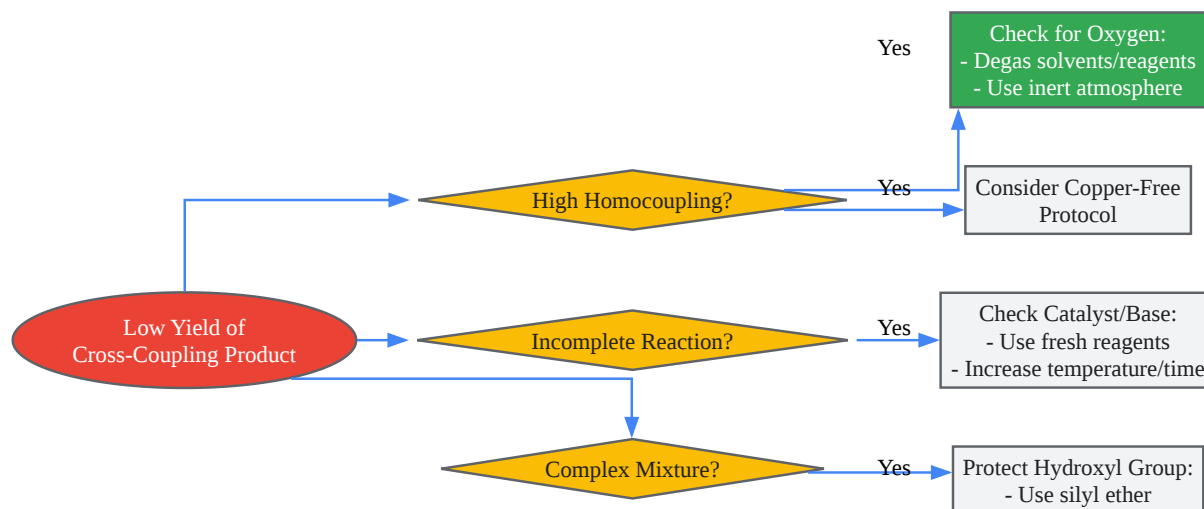 Yes
Check for Oxygen:
- Degas solvents/reagents
- Use inert atmosphere
High Homocoupling?
Yes
Consider Copper-Free
Protocol
Low Yield of
Cross-Coupling Product
Incomplete Reaction?
Yes
Check Catalyst/Base:
- Use fresh reagents
- Increase temperature/time
Complex Mixture?
Yes
Protect Hydroxyl Group:
- Use silyl ether